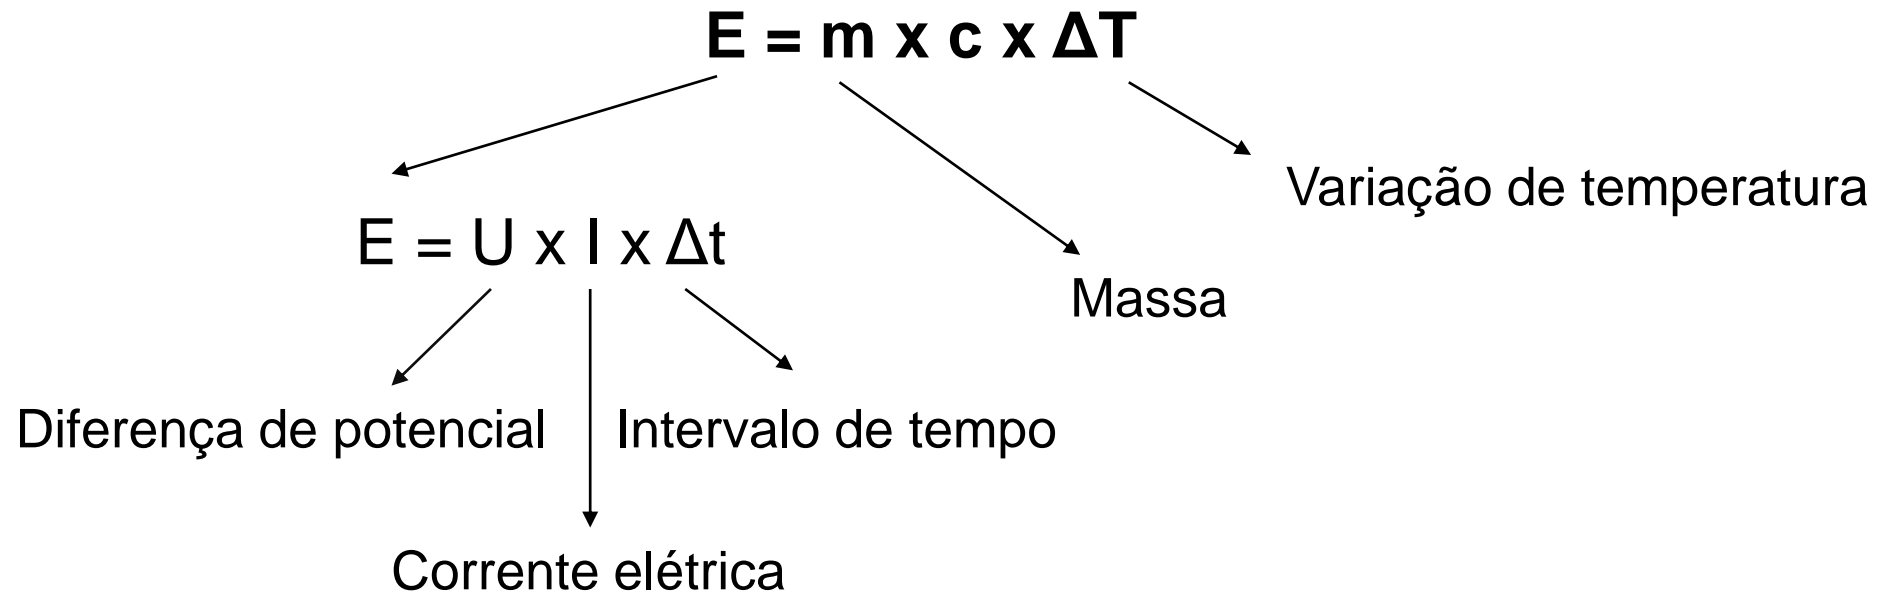 E = m x c x ΔT
Variação de temperatura
E = U x I x Δt
Massa
Diferença de potencial
Intervalo de tempo
Corrente elétrica